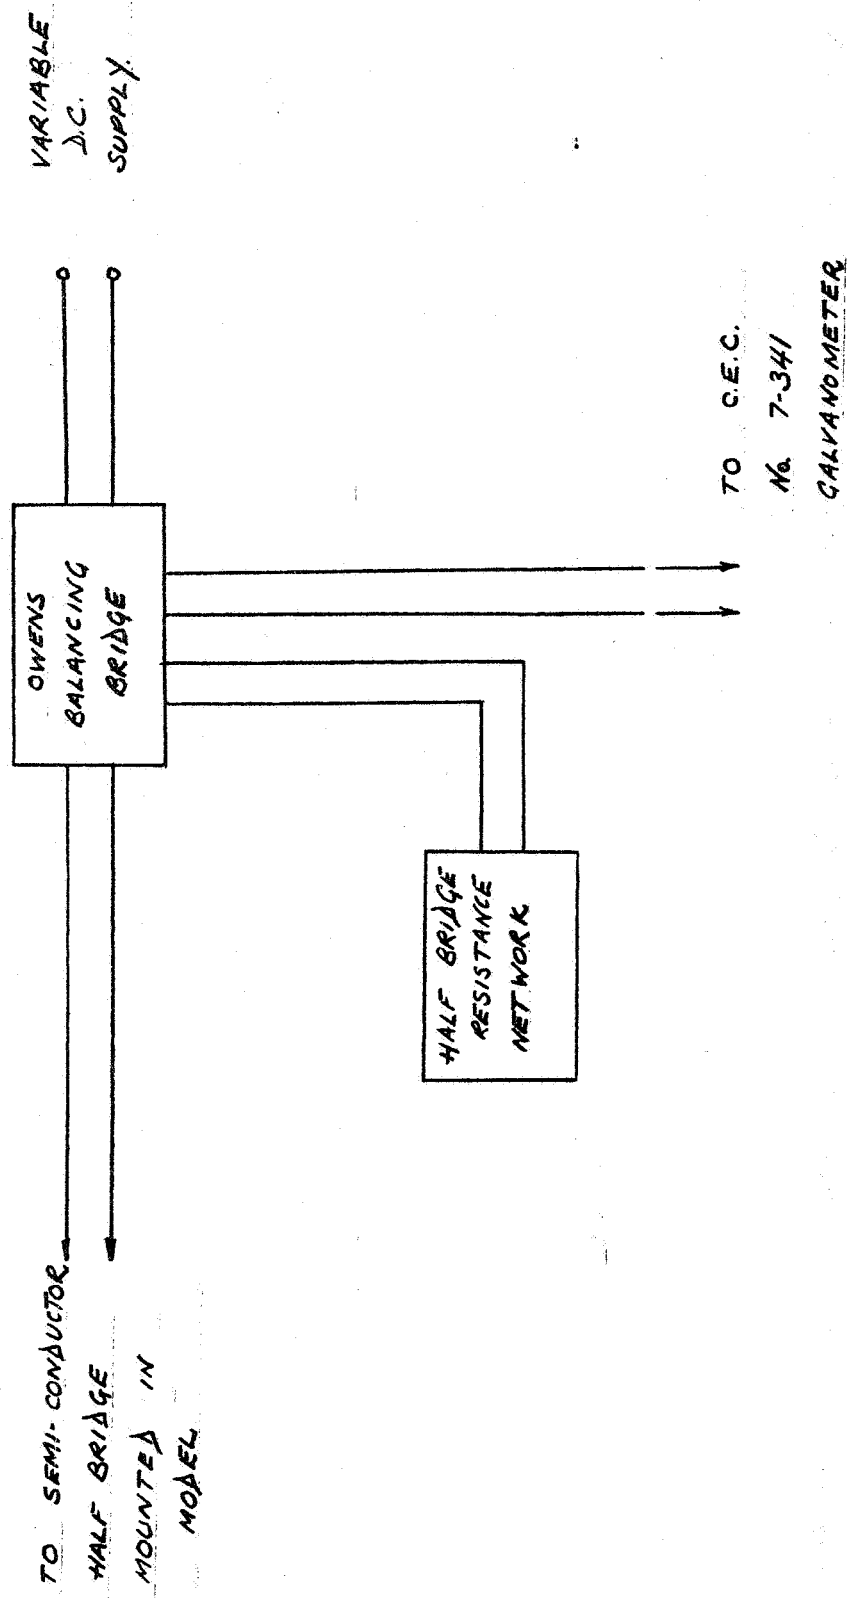 TO SEMI-CONDUCTOR
HALF BRIDGE
MOUNTED IN
MODEL
OWENS
BALANCING
BRIDGE
VARIABLE
D.C.
SUPPLY.
HALF BRIDGE
RESISTANCE
NETWORK
TO C.E.C.
No. 7-341
GALVANOMETER